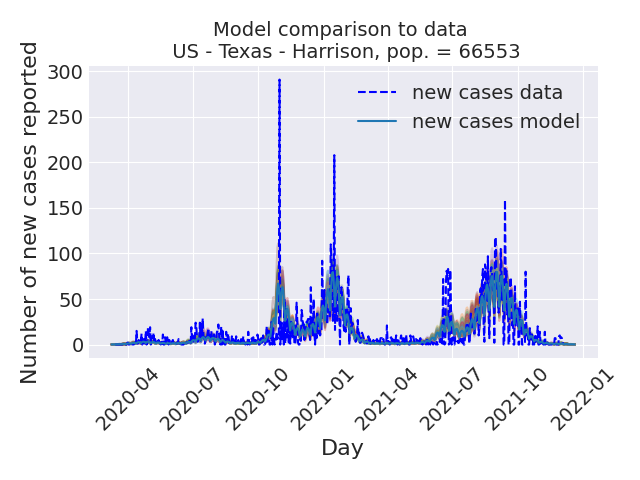 Model comparison to data
US - Texas - Harrison, pop. = 66553
Number of new cases reported
300
250
200
150
100
50
0
new cases data
new cases model
2020-04
2020-07
2020-10
2021-01
2021-04
2021-07
2021-10
2022-01
Day